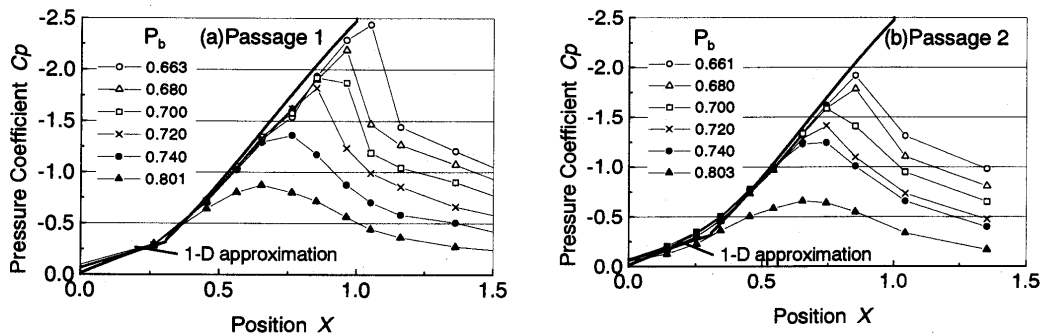 (a)Passage 1
Pressure Coefficient Cp
-2.5
-2.0
-1.5
-1.0
-0.5
0.0
P_b
0.663
0.680
0.700
0.720
0.740
0.801
1-D approximation
0.0 0.5 1.0 1.5
Position X
(b)Passage 2
Pressure Coefficient Cp
-2.5
-2.0
-1.5
-1.0
-0.5
0.0
P_b
0.661
0.680
0.700
0.720
0.740
0.803
1-D approximation
0.0 0.5 1.0 1.5
Position X